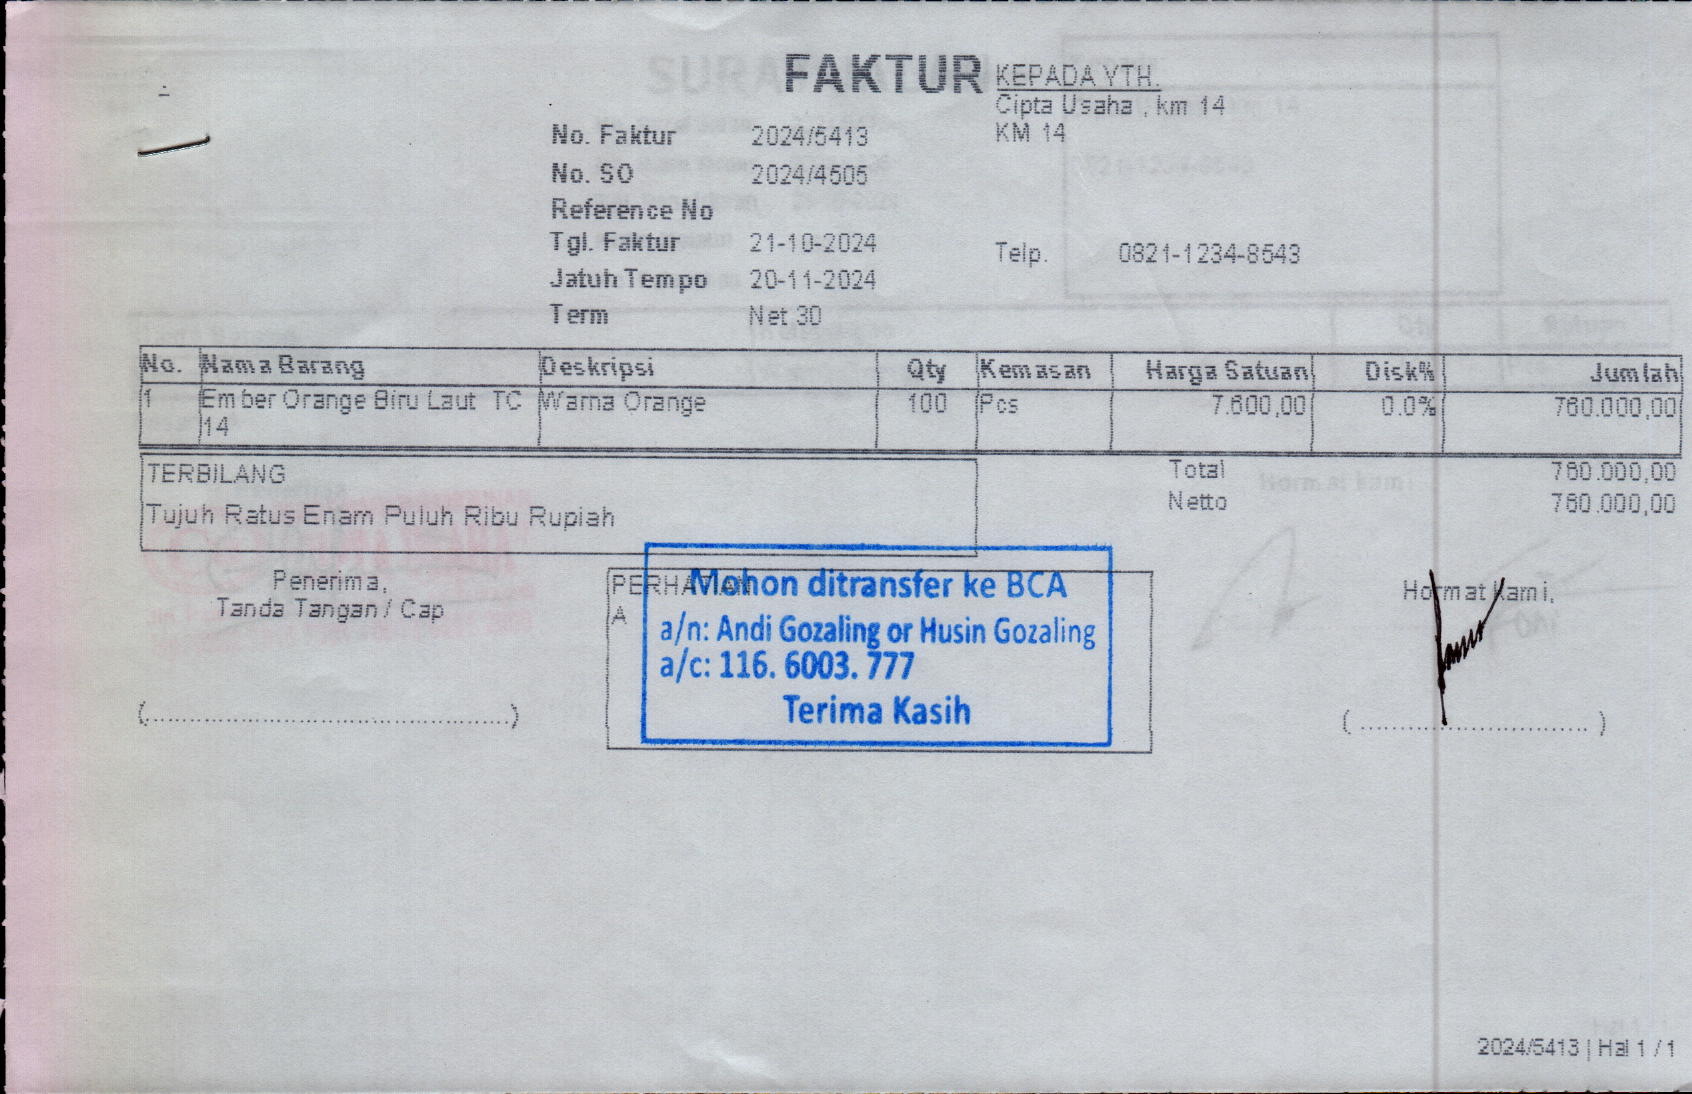 FAKTUR
KEPADA YTH.
Cipta Usaha , km 14
KM 14
No. Faktur 2024/5413
No. SO 2024/4505
Reference No
Tgl. Faktur 21-10-2024
Telp. 0821-1234-8543
Jatuh Tempo 20-11-2024
Term Net 30
No. Nama Barang Deskripsi Qty Kemasan Harga Satuan Disk% Jumlah
1 Ember Orange Biru Laut TC Warna Orange 100 Pcs 7.600,00 0.0% 760.000,00
14
TERBILANG Total 760.000,00
Tujuh Ratus Enam Puluh Ribu Rupiah Netto 760.000,00
Penerima,
Tanda Tangan / Cap
PERHATIAN
A
Mohon ditransfer ke BCA
a/n: Andi Gozaling or Husin Gozaling
a/c: 116. 6003. 777
Terima Kasih
Hormat Kami,
(................................................)
( ................................ )
2024/5413 | Hal 1 / 1